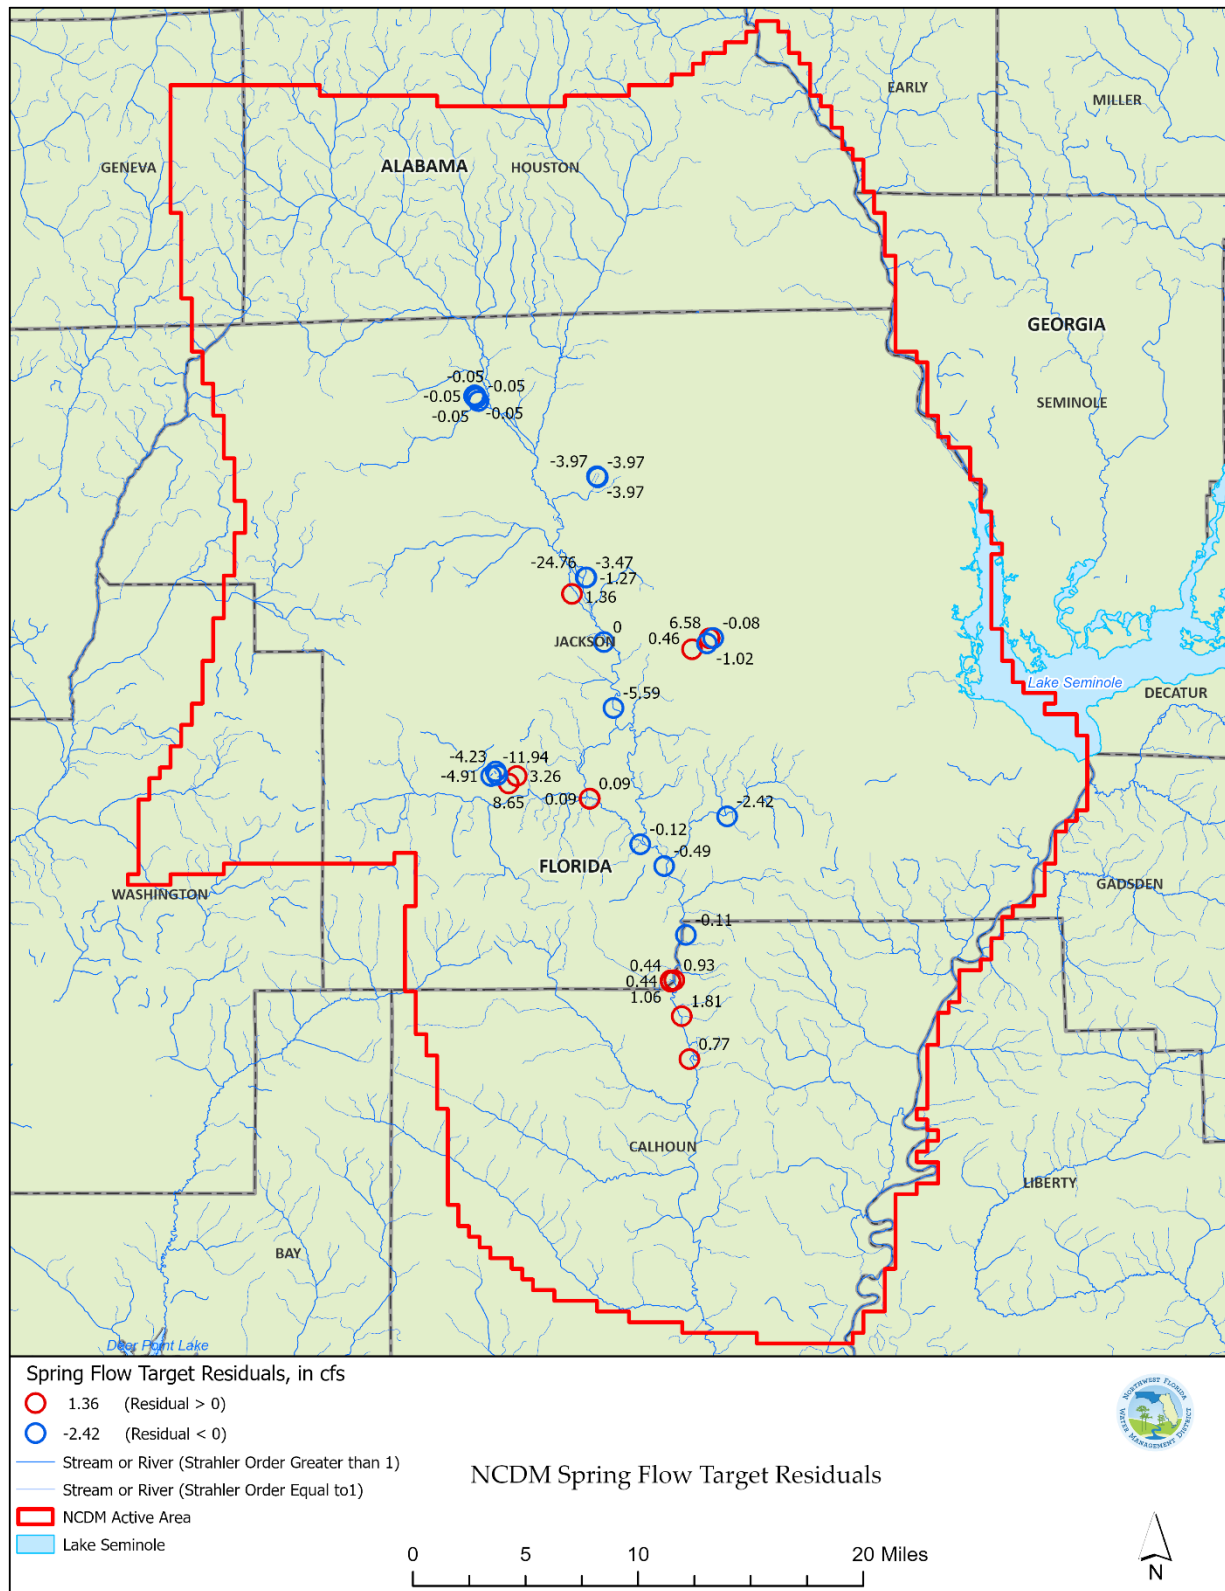 EARLY
MILLER
GENEVA
ALABAMA
HOUSTON
GEORGIA
SEMINOLE
-0.05
-0.05
-0.05
-0.05
-0.05
-3.97
-3.97
-3.97
-24.76
-3.47
-1.27
1.36
0
JACKSON
6.58
-0.08
0.46
-1.02
Lake Seminole
DECATUR
-5.59
-4.23
-11.94
-4.91
3.26
8.65
0.09
0.09
-2.42
-0.12
FLORIDA
-0.49
WASHINGTON
GADSDEN
-0.11
0.44
0.93
0.44
1.06
1.81
0.77
CALHOUN
LIBERTY
BAY
Deer Point Lake
Spring Flow Target Residuals, in cfs
1.36 (Residual > 0)
-2.42 (Residual < 0)
Stream or River (Strahler Order Greater than 1)
Stream or River (Strahler Order Equal to1)
NCDM Active Area
Lake Seminole
NCDM Spring Flow Target Residuals
NORTHWEST FLORIDA
WATER MANAGEMENT DISTRICT
0 5 10 20 Miles
N